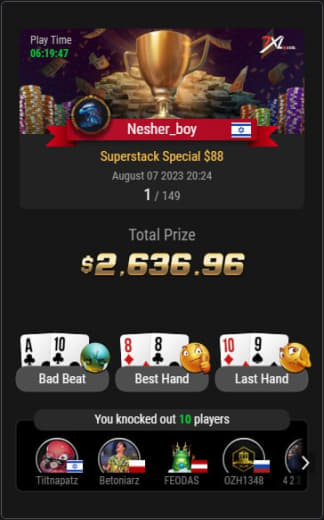 Play Time
06:19:47
Nesher_boy
Superstack Special $88
August 07 2023 20:24
1 / 149
Total Prize
$2,636.96
A 10
8 8
10 9
Bad Beat
Best Hand
Last Hand
You knocked out 10 players
Tiltnapatz
Betoniarz
FEODAS
OZH1348
4 2